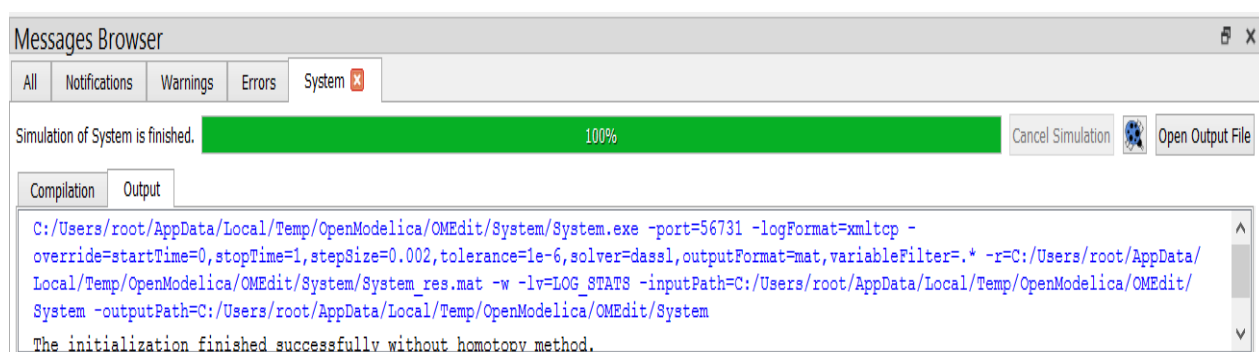 Messages Browser
All Notifications Warnings Errors System
Simulation of System is finished. 100% Cancel Simulation Open Output File
Compilation Output
C:/Users/root/AppData/Local/Temp/OpenModelica/OMEdit/System/System.exe -port=56731 -logFormat=xmltcp -
override=startTime=0,stopTime=1,stepSize=0.002,tolerance=1e-6,solver=dassl,outputFormat=mat,variableFilter=.* -r=C:/Users/root/AppData/
Local/Temp/OpenModelica/OMEdit/System/System_res.mat -w -lv=LOG_STATS -inputPath=C:/Users/root/AppData/Local/Temp/OpenModelica/OMEdit/
System -outputPath=C:/Users/root/AppData/Local/Temp/OpenModelica/OMEdit/System
The initialization finished successfully without homotopy method.